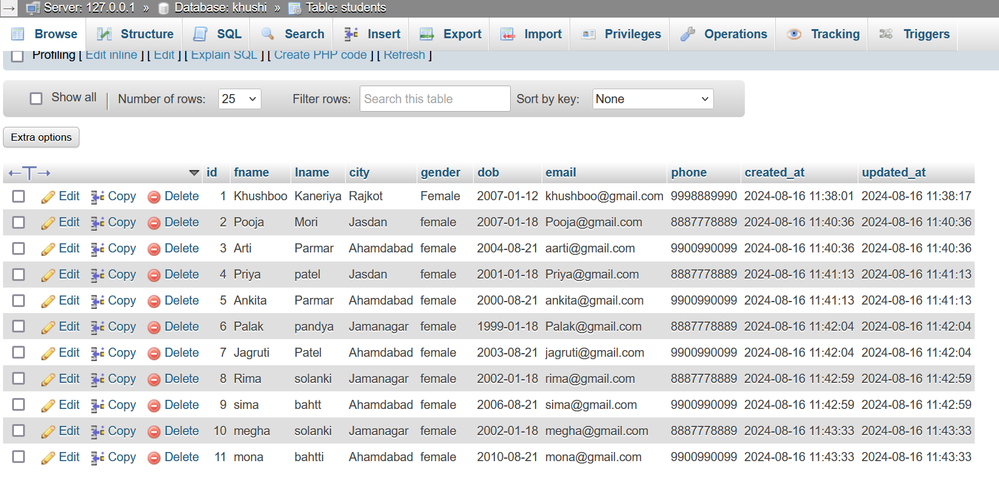 Server: 127.0.0.1 » Database: khushi » Table: students
Browse Structure SQL Search Insert Export Import Privileges Operations Tracking Triggers
Profiling [ Edit inline ] [ Edit ] [ Explain SQL ] [ Create PHP code ] [ Refresh ]
Show all Number of rows: 25 Filter rows: Search this table Sort by key: None
Extra options
←T→ id fname lname city gender dob email phone created_at updated_at
Edit Copy Delete 1 Khushboo Kaneriya Rajkot Female 2007-01-12 khushboo@gmail.com 9998889990 2024-08-16 11:38:01 2024-08-16 11:38:17
Edit Copy Delete 2 Pooja Mori Jasdan female 2007-01-18 Pooja@gmail.com 8887778889 2024-08-16 11:40:36 2024-08-16 11:40:36
Edit Copy Delete 3 Arti Parmar Ahamdabad female 2004-08-21 aarti@gmail.com 9900990099 2024-08-16 11:40:36 2024-08-16 11:40:36
Edit Copy Delete 4 Priya patel Jasdan female 2001-01-18 Priya@gmail.com 8887778889 2024-08-16 11:41:13 2024-08-16 11:41:13
Edit Copy Delete 5 Ankita Parmar Ahamdabad female 2000-08-21 ankita@gmail.com 9900990099 2024-08-16 11:41:13 2024-08-16 11:41:13
Edit Copy Delete 6 Palak pandya Jamanagar female 1999-01-18 Palak@gmail.com 8887778889 2024-08-16 11:42:04 2024-08-16 11:42:04
Edit Copy Delete 7 Jagruti Patel Ahamdabad female 2003-08-21 jagruti@gmail.com 9900990099 2024-08-16 11:42:04 2024-08-16 11:42:04
Edit Copy Delete 8 Rima solanki Jamanagar female 2002-01-18 rima@gmail.com 8887778889 2024-08-16 11:42:59 2024-08-16 11:42:59
Edit Copy Delete 9 sima bahtt Ahamdabad female 2006-08-21 sima@gmail.com 9900990099 2024-08-16 11:42:59 2024-08-16 11:42:59
Edit Copy Delete 10 megha solanki Jamanagar female 2002-01-18 megha@gmail.com 8887778889 2024-08-16 11:43:33 2024-08-16 11:43:33
Edit Copy Delete 11 mona bahtti Ahamdabad female 2010-08-21 mona@gmail.com 9900990099 2024-08-16 11:43:33 2024-08-16 11:43:33